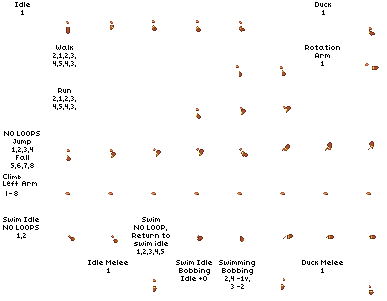 Idle
1
Duck
1
Walk
2,1,2,3,
4,5,4,3,
Rotation
Arm
1
Run
2,1,2,3,
4,5,4,3,
NO LOOPS
Jump
1,2,3,4
Fall
5,6,7,8
Climb
Left Arm
1-8
Swim Idle
NO LOOPS
1,2
Swim
NO LOOP,
Return to
swim idle
1,2,3,4,5
Swim Idle
Bobbing
Idle +0
Swimming
Bobbing
2,4 -1v,
3 -2
Duck Melee
1
Idle Melee
1